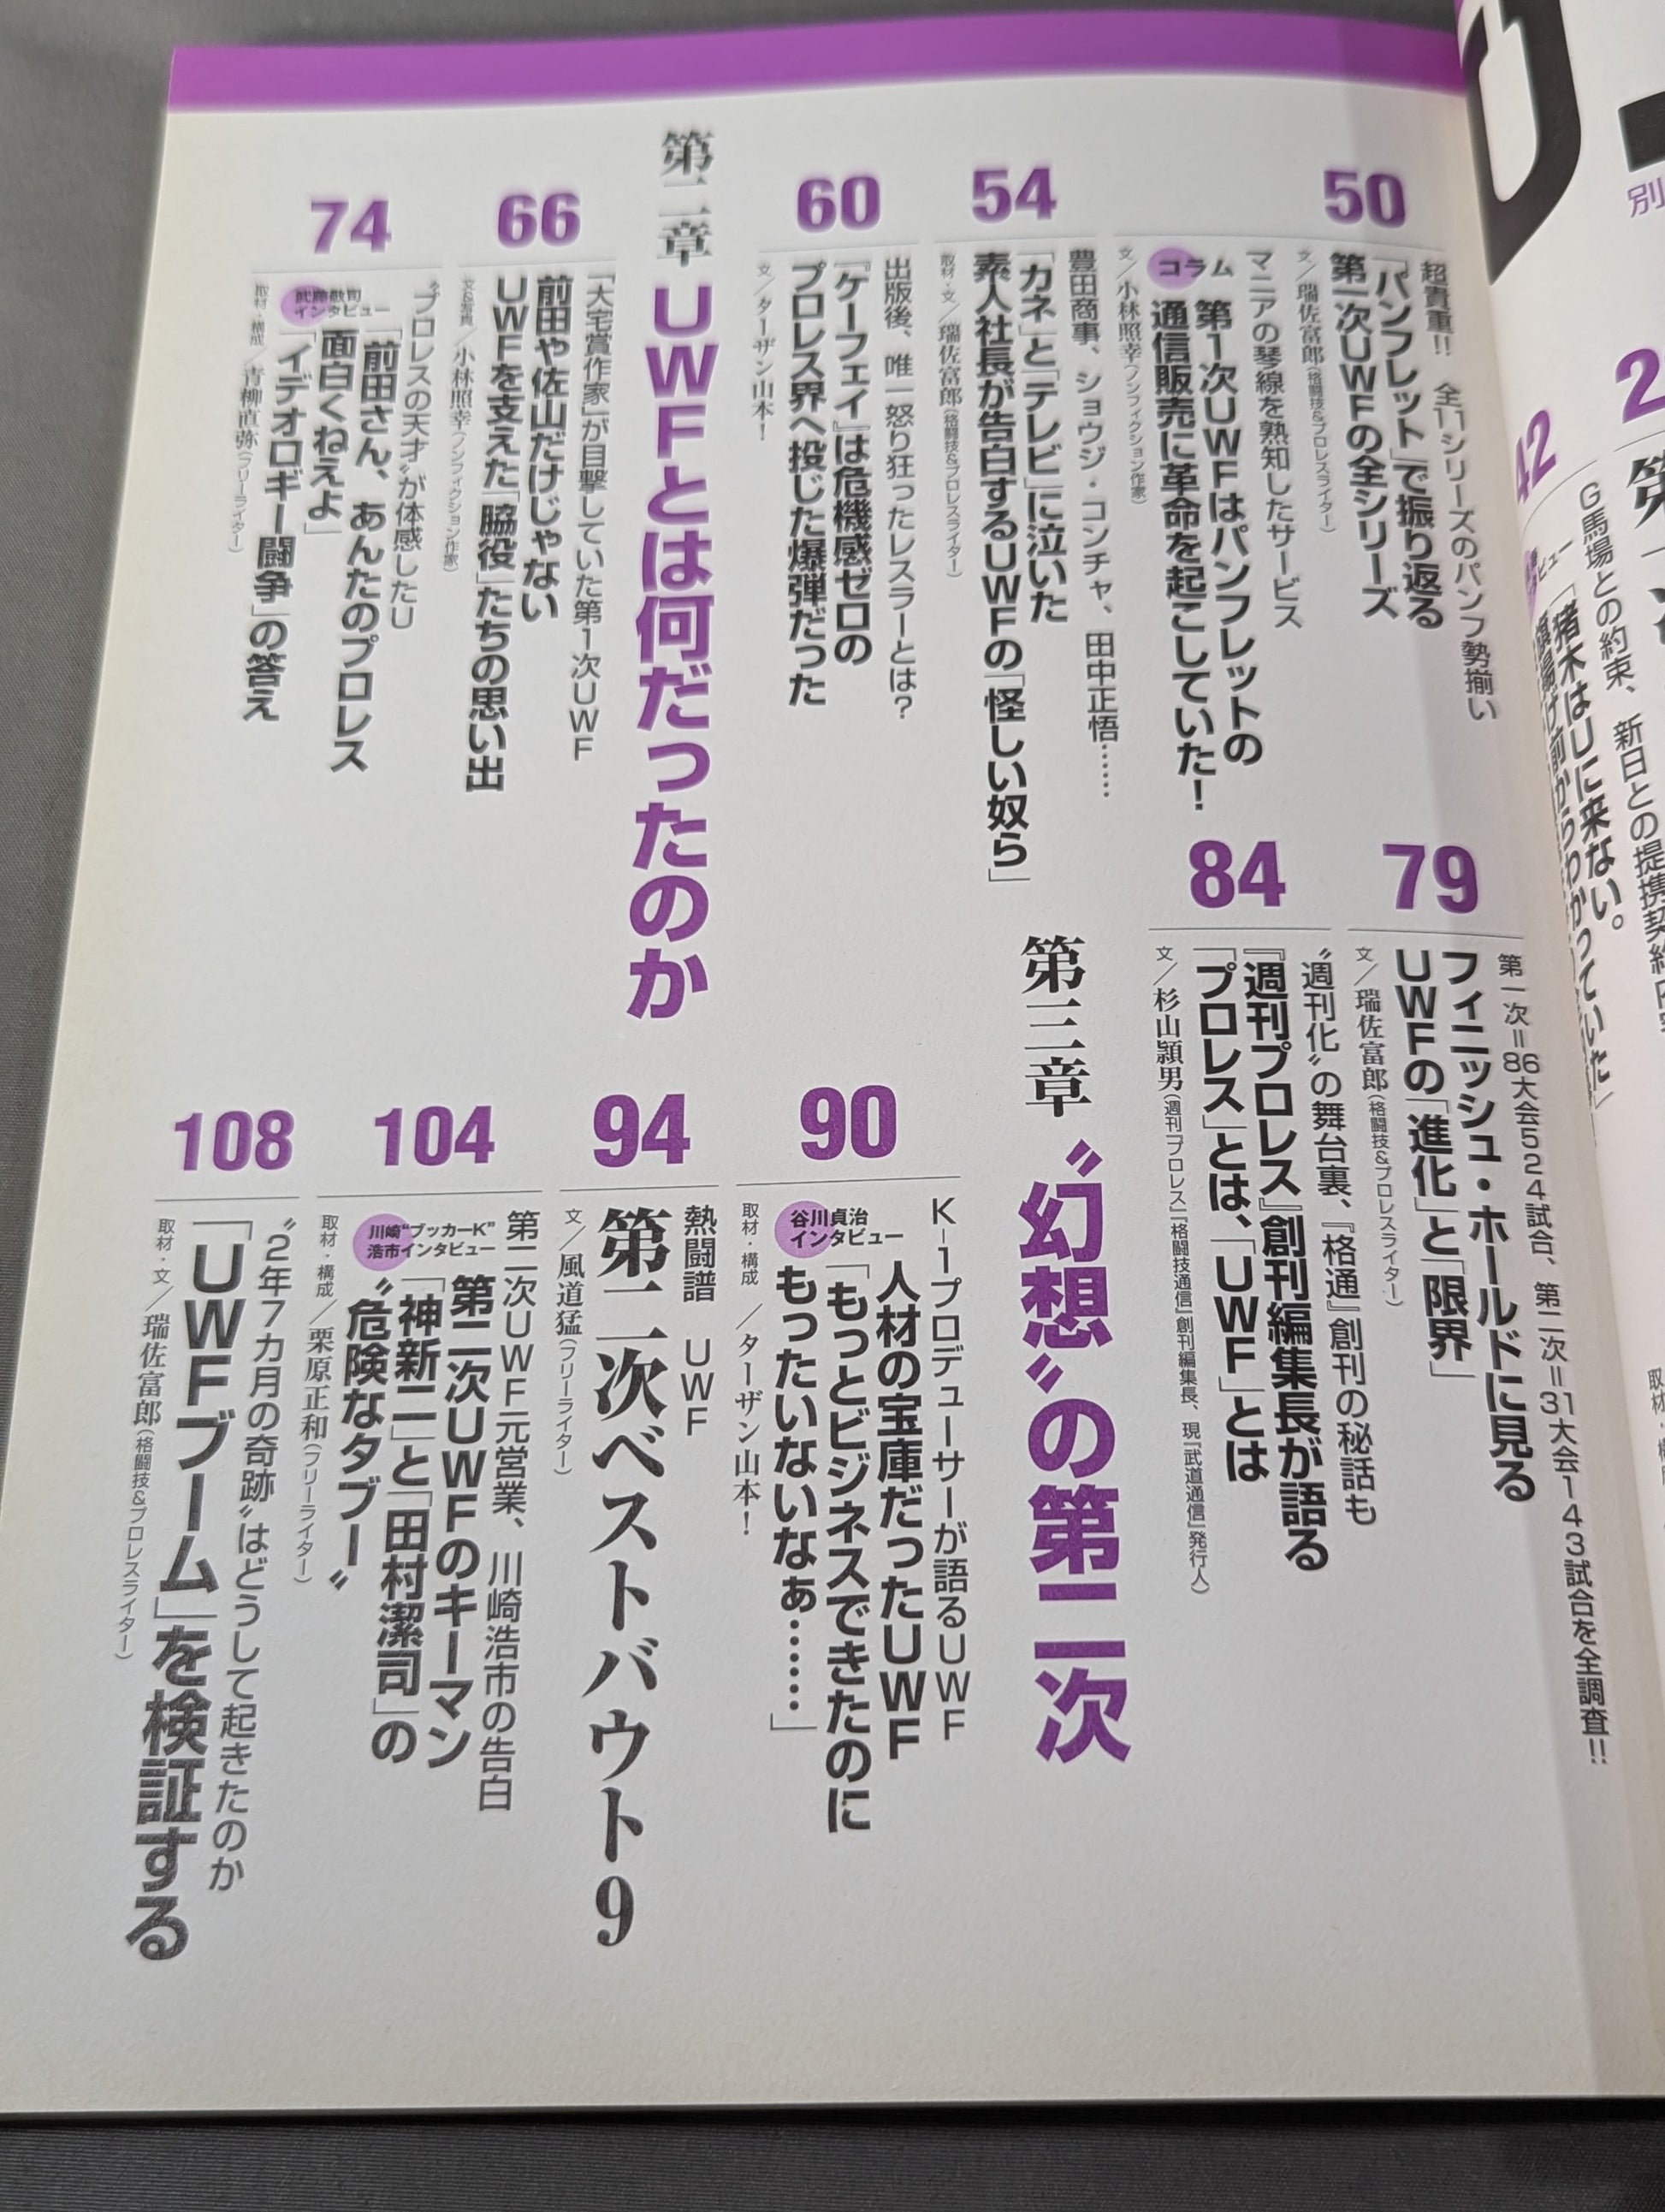 別
42
G馬場との約束、新日との提携契約内容
「猪木はUに来ない。
旗揚げ前からわかっていた」
50
超貴重!! 全11シリーズのパンフ勢揃い
「パンフレット」で振り返る
第一次UWFの全シリーズ
文/瑞佐富郎(格闘技&プロレスライター)
マニアの琴線を熟知したサービス
コラム
第1次UWFはパンフレットの
通信販売に革命を起こしていた!
文/小林照幸(ノンフィクション作家)
54
豊田商事、ショウジ・コンチャ、田中正悟……
「カネ」と「テレビ」に泣いた
素人社長が告白するUWFの「怪しい奴ら」
取材・文/瑞佐富郎(格闘技&プロレスライター)
60
出版後、唯一怒り狂ったレスラーとは?
『ケーフェイ』は危機感ゼロの
プロレス界へ投じた爆弾だった
文/ターザン山本!
第二章 UWFとは何だったのか
66
「大宅賞作家」が目撃していた第1次UWF
前田や佐山だけじゃない
UWFを支えた「脇役」たちの思い出
文&写真/小林照幸(ノンフィクション作家)
74
〝プロレスの天才〟が体感したU
武藤敬司
インタビュー
「前田さん、あんたのプロレス
面白くねえよ」
「イデオロギー闘争」の答え
取材・構成/青柳直弥(フリーライター)
79
第一次=86大会524試合、第二次=31大会143試合を全調査!!
フィニッシュ・ホールドに見る
UWFの「進化」と「限界」
文/瑞佐富郎(格闘技&プロレスライター)
84
〝週刊化〟の舞台裏、『格通』創刊の秘話も
『週刊プロレス』創刊編集長が語る
「プロレス」とは、「UWF」とは
文/杉山頴男(週刊『プロレス』『格闘技通信』創刊編集長、現『武道通信』発行人)
第三章 〝幻想〟の第二次
90
K-1プロデューサーが語るUWF
谷川貞治
インタビュー
人材の宝庫だったUWF
「もっとビジネスできたのに
もったいないなぁ……」
取材・構成/ターザン山本!
94
熱闘譜 UWF
第二次ベストバウト9
文/風道猛(フリーライター)
104
第二次UWF元営業、川崎浩市の告白
川崎“ブッカーK”
浩市インタビュー
第二次UWFのキーマン
「神新二」と「田村潔司」の
〝危険なタブー〟
取材・構成/栗原正和(フリーライター)
108
〝2年7カ月の奇跡〟はどうして起きたのか
「UWFブーム」を検証する
取材・文/瑞佐富郎(格闘技&プロレスライター)